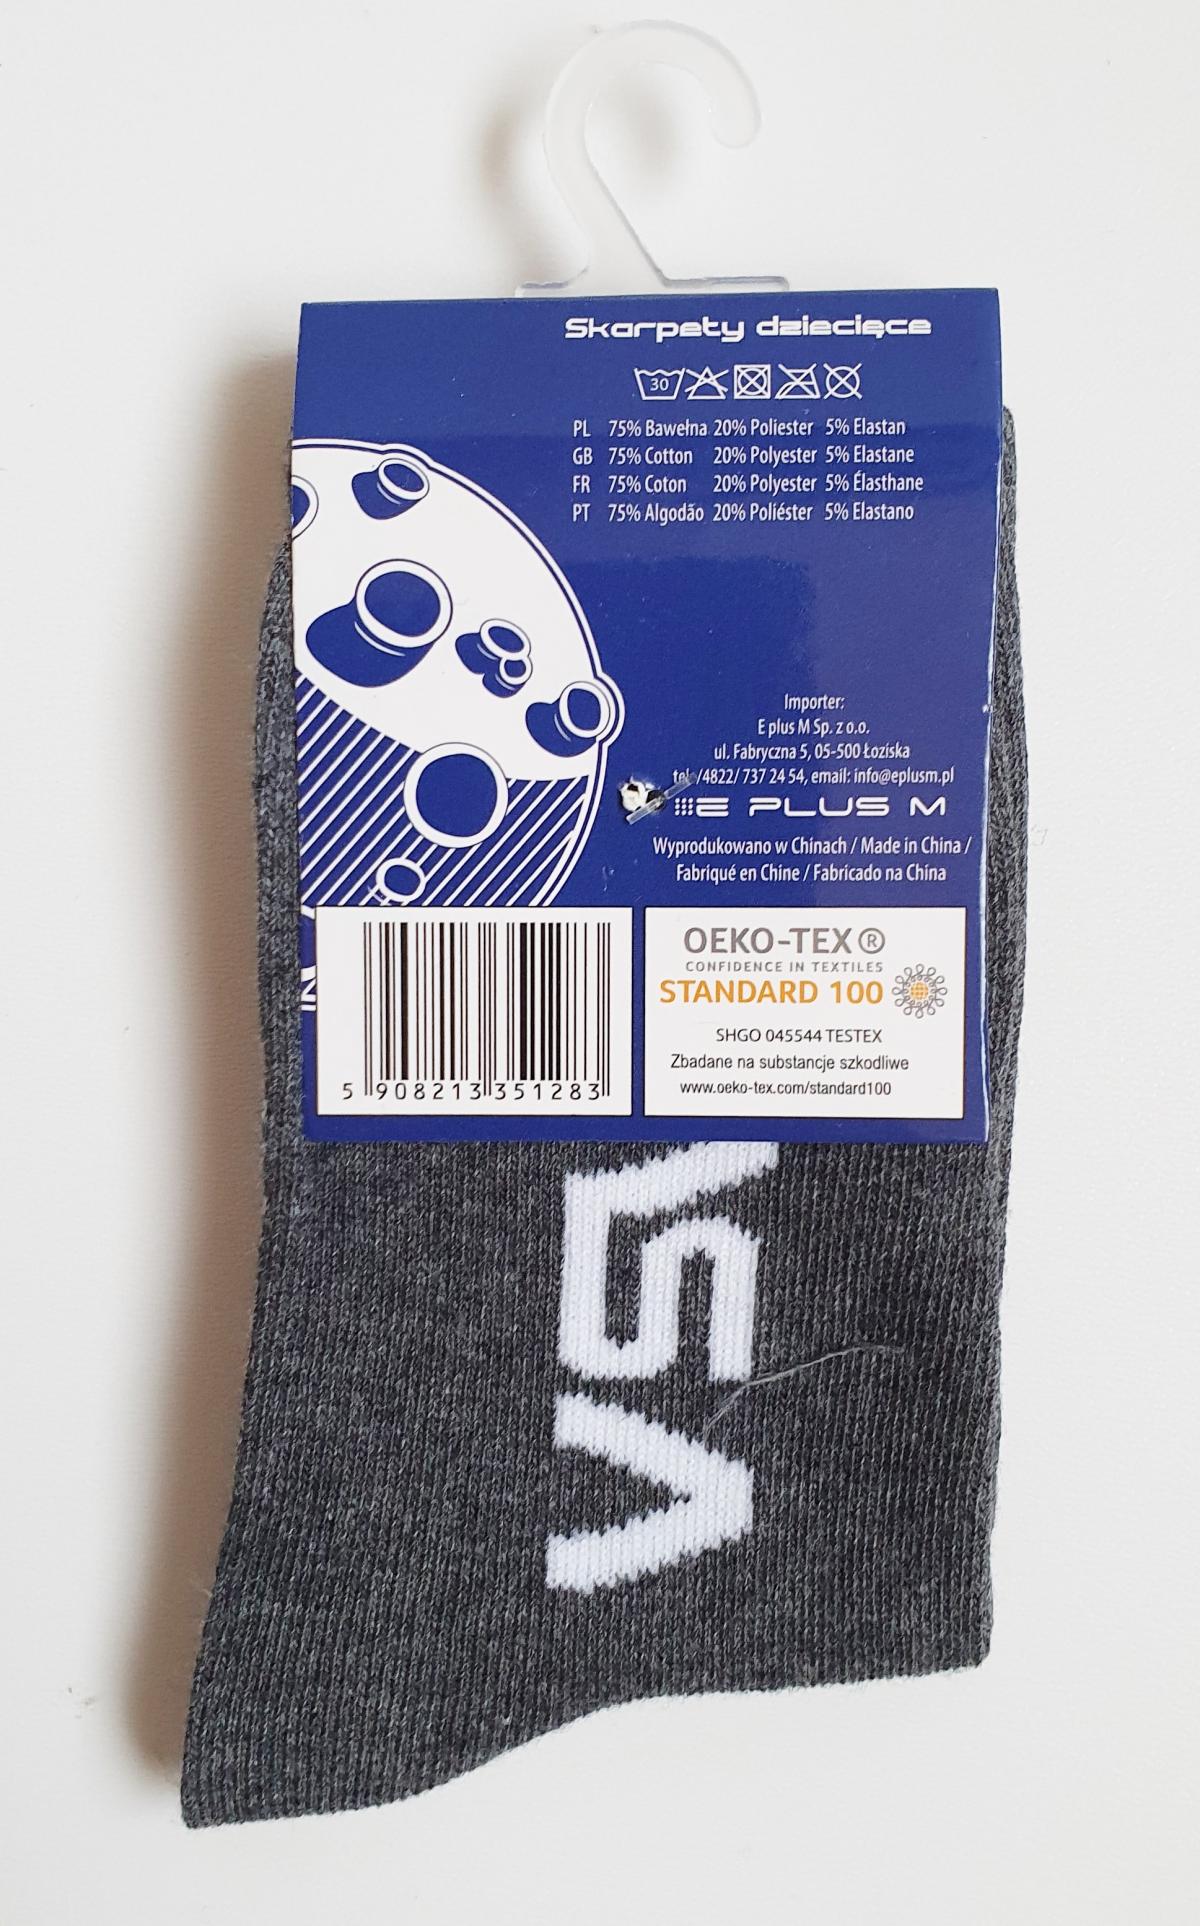 Skarpety dziecięce
30
PL 75% Bawełna 20% Poliester 5% Elastan
GB 75% Cotton 20% Polyester 5% Elastane
FR 75% Coton 20% Polyester 5% Élasthane
PT 75% Algodão 20% Poliéster 5% Elastano
Importer:
E plus M Sp. z o.o.
ul. Fabryczna 5, 05-500 Łoziska
tel. /4822/ 737 24 54, email: info@eplusm.pl
E PLUS M
Wyprodukowano w Chinach / Made in China /
Fabriqué en Chine / Fabricado na China
5 908213 351283
OEKO-TEX®
CONFIDENCE IN TEXTILES
STANDARD 100
SHGO 045544 TESTEX
Zbadane na substancje szkodliwe
www.oeko-tex.com/standard100
ASA